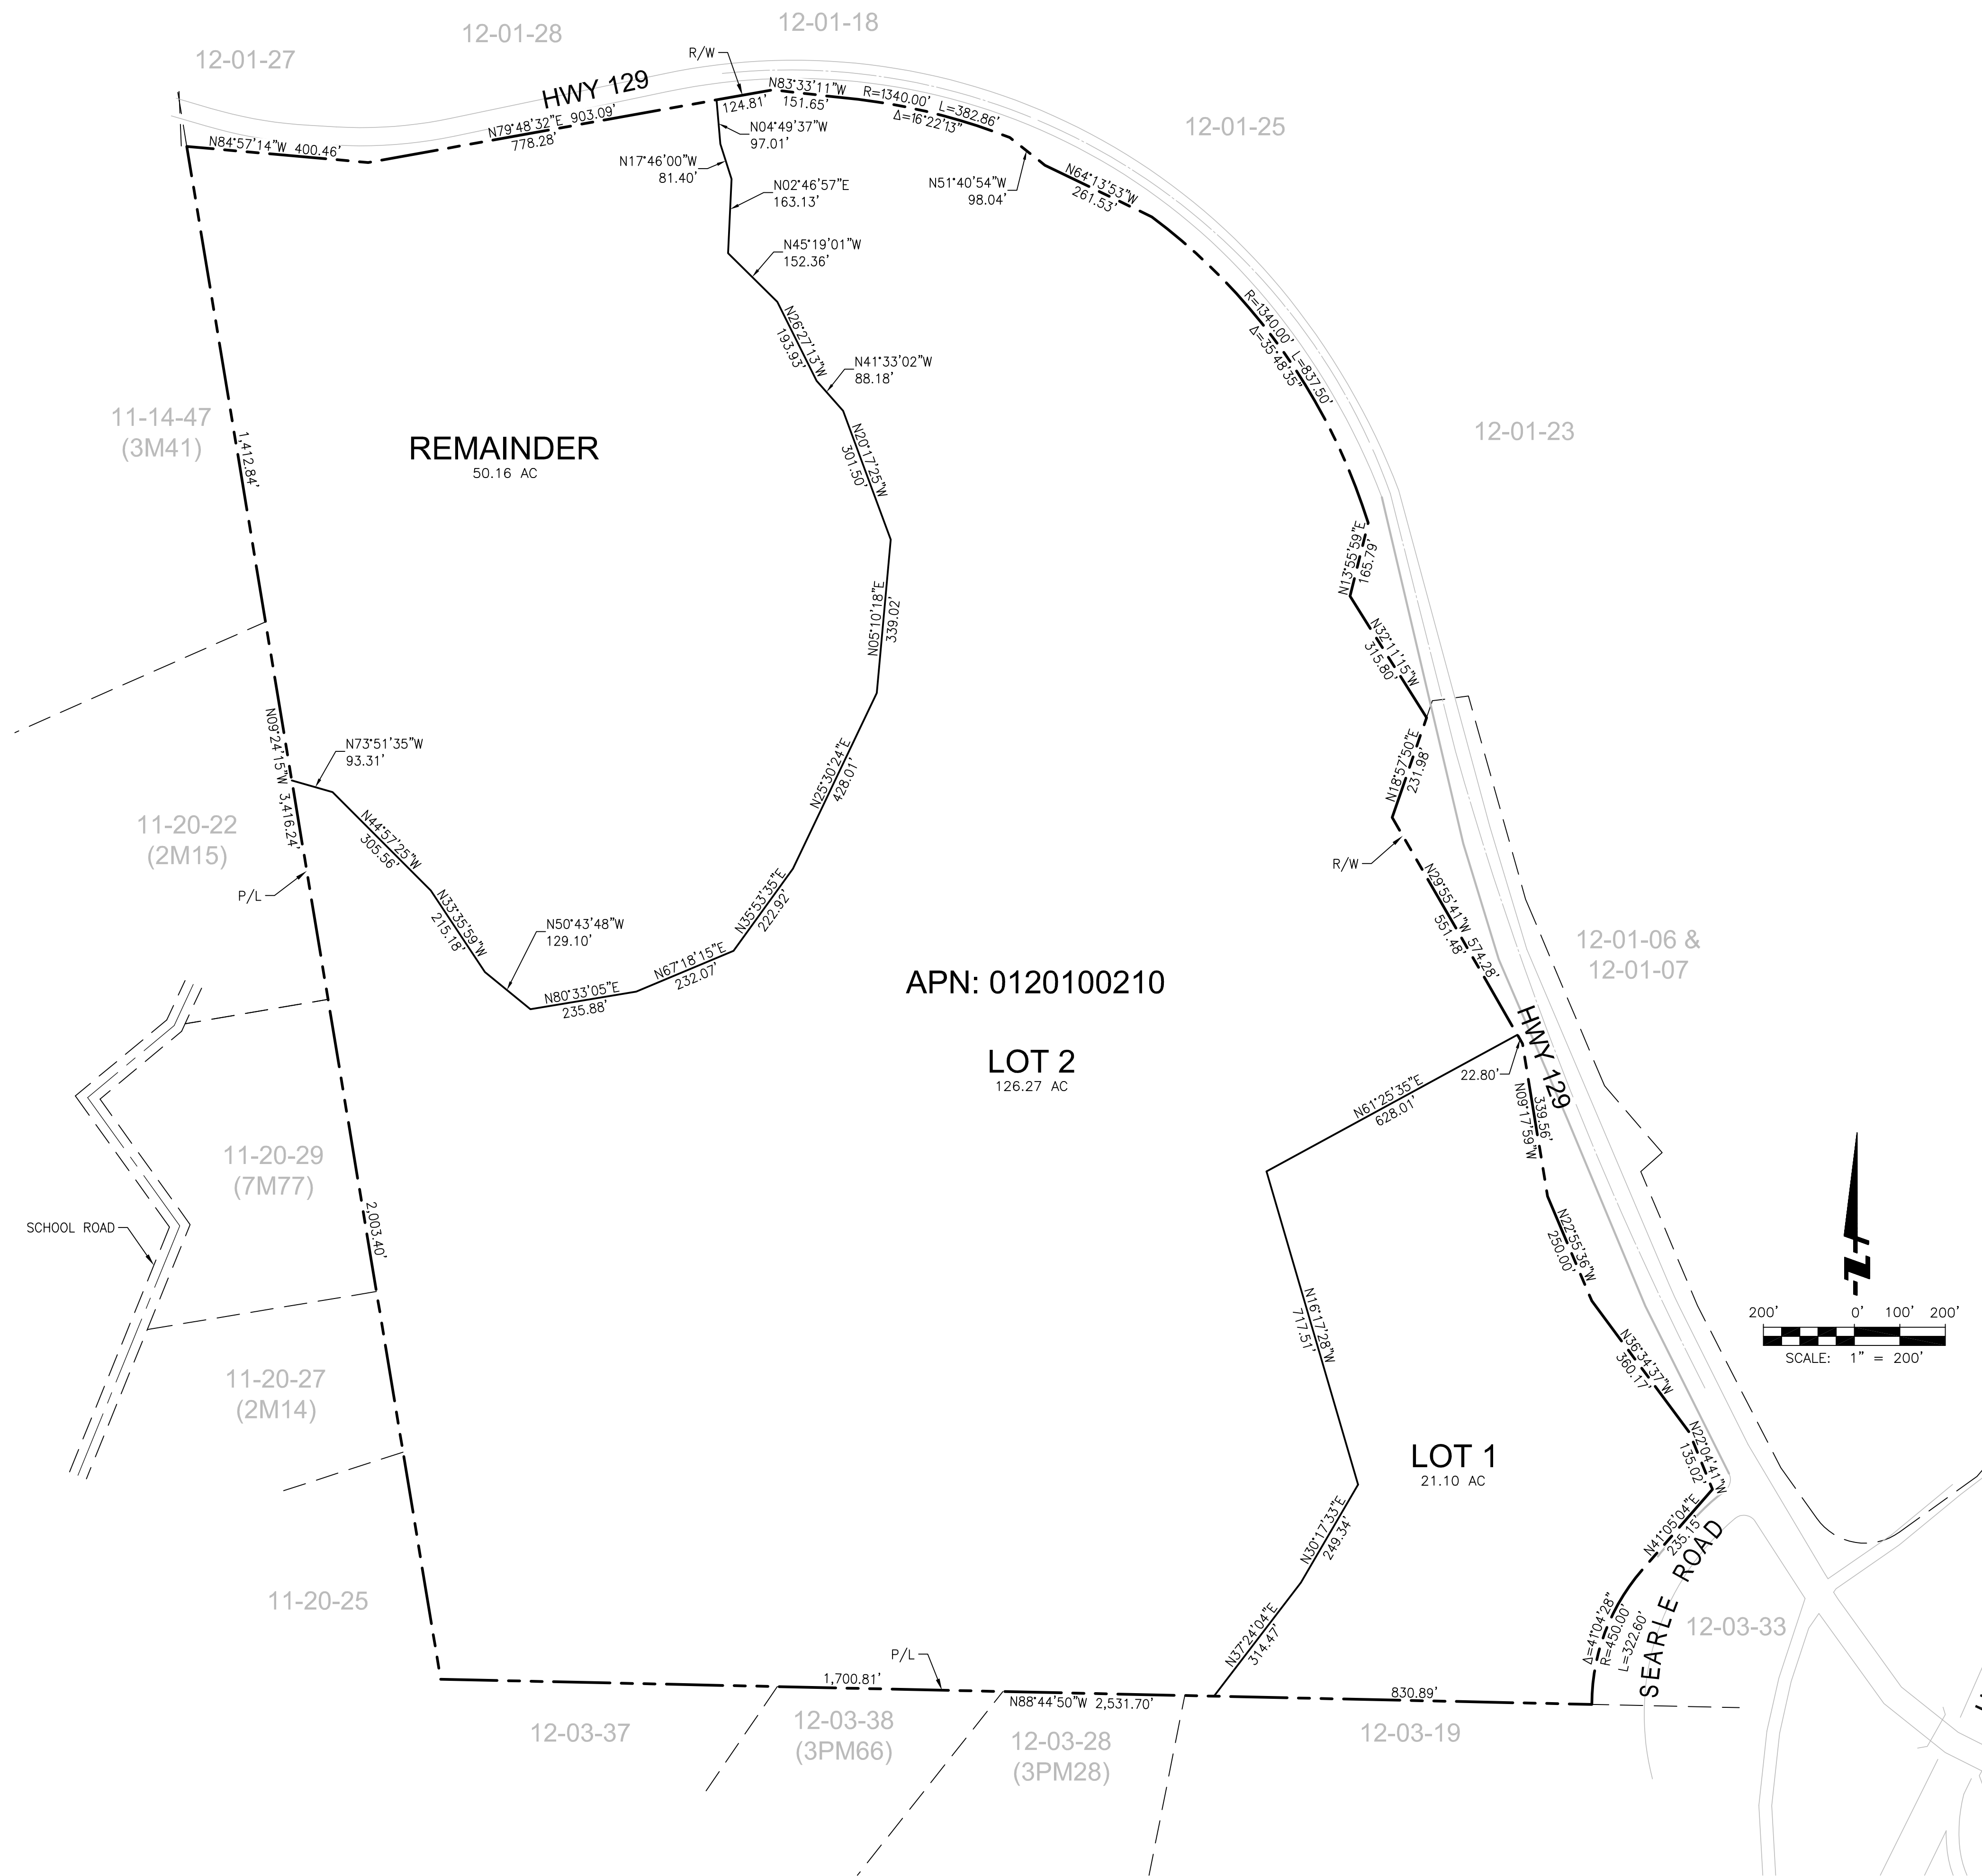 12-01-27
12-01-28
12-01-18
R/W
HWY 129
N83°33'11"W
151.65'
124.81'
R=1340.00' L=382.86'
Δ=16°22'13"
12-01-25
N84°57'14"W 400.46'
N79°48'32"E 903.09'
778.28'
N04°49'37"W
97.01'
N17°46'00"W
81.40'
N02°46'57"E
163.13'
N51°40'54"W
98.04'
N64°13'53"W
261.53'
N45°19'01"W
152.36'
N26°27'13"W
193.93'
R=1340.00' L=837.50'
Δ=35°48'35"
N41°33'02"W
88.18'
11-14-47
(3M41)
1,412.84'
REMAINDER
50.16 AC
N20°17'25"W
301.50'
12-01-23
N13°55'59"E
165.79'
N05°10'18"E
339.02'
N32°11'15"W
315.80'
N73°51'35"W
93.31'
N09°24'15"W 3,416.24'
N18°57'50"E
231.98'
N25°30'24"E
428.01'
11-20-22
(2M15)
N44°57'25"W
305.56'
P/L
R/W
N33°35'59"W
215.18'
N50°43'48"W
129.10'
N35°53'35"E
222.92'
N29°55'41"W 574.28'
551.48'
N67°18'15"E
232.07'
N80°33'05"E
235.88'
APN: 0120100210
12-01-06 &
12-01-07
LOT 2
126.27 AC
HWY 129
22.80'
N61°25'35"E
628.01'
339.56'
N09°17'59"W
11-20-29
(7M77)
2,003.40'
SCHOOL ROAD
N22°55'36"W
250.00'
N16°17'28"W
717.51'
200' 0' 100' 200'
SCALE: 1" = 200'
N36°34'37"W
360.17'
11-20-27
(2M14)
N22°04'41"W
135.02'
LOT 1
21.10 AC
N41°05'04"E
235.15'
N30°17'33"E
249.34'
SEARLE ROAD
11-20-25
Δ=41°04'28"
R=450.00'
L=322.60'
12-03-33
N37°24'04"E
314.47'
P/L
1,700.81'
N88°44'50"W 2,531.70'
830.89'
12-03-37
12-03-38
(3PM66)
12-03-28
(3PM28)
12-03-19